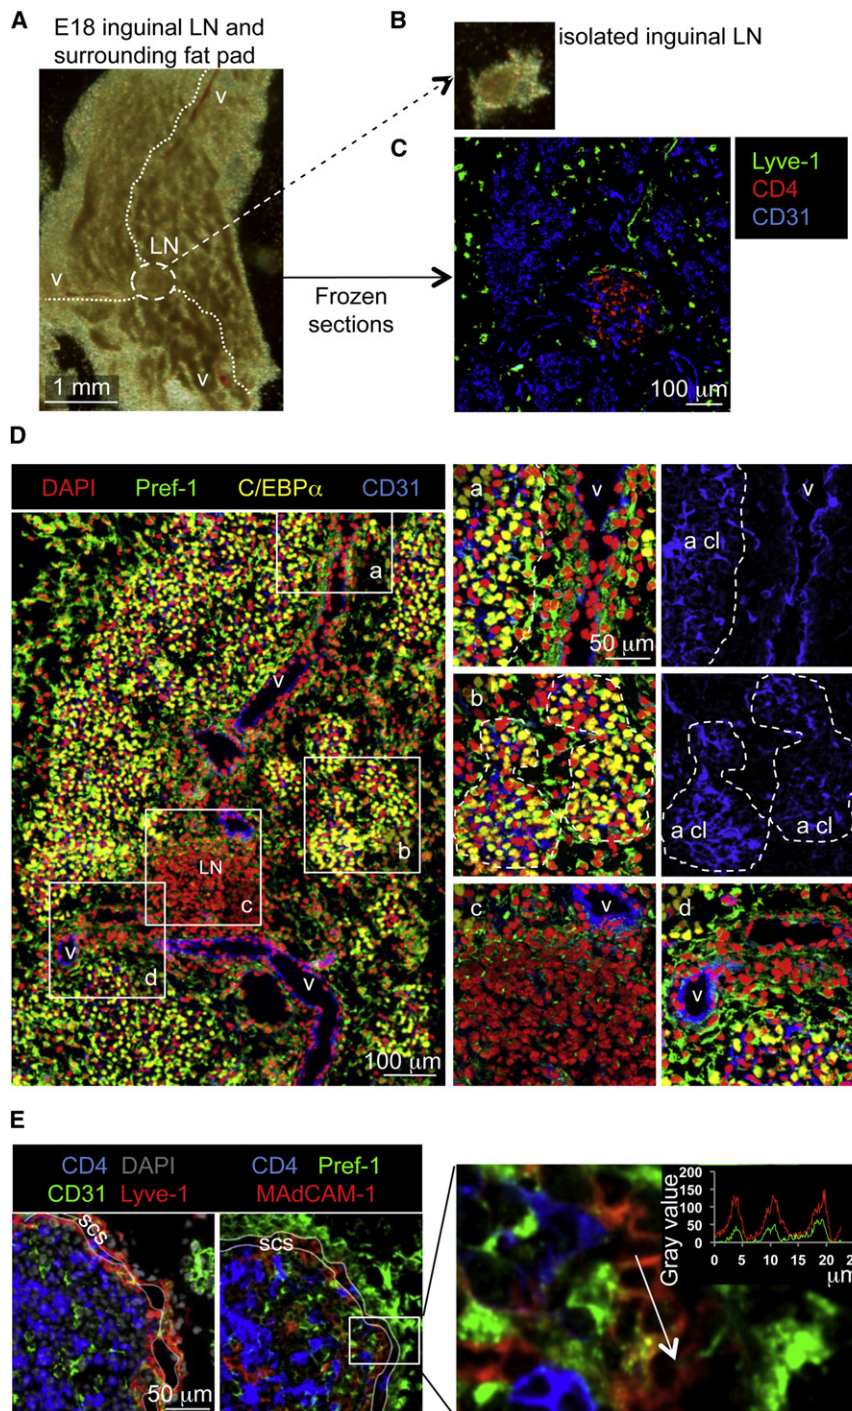 A
E18 inguinal LN and
surrounding fat pad
v
LN
v
v
1 mm
B
isolated inguinal LN
Frozen
sections
C
Lyve-1
CD4
CD31
100 μm
D
DAPI Pref-1 C/EBPα CD31
a
v
b
LN
c
v
d
v
100 μm
a
v
50 μm
v
a cl
b
a cl
a cl
c
v
d
v
E
CD4 DAPI
CD31 Lyve-1
CD4 Pref-1
MAdCAM-1
scs
50 μm
scs
Gray value
200
150
100
50
0
0 5 10 15 20
μm